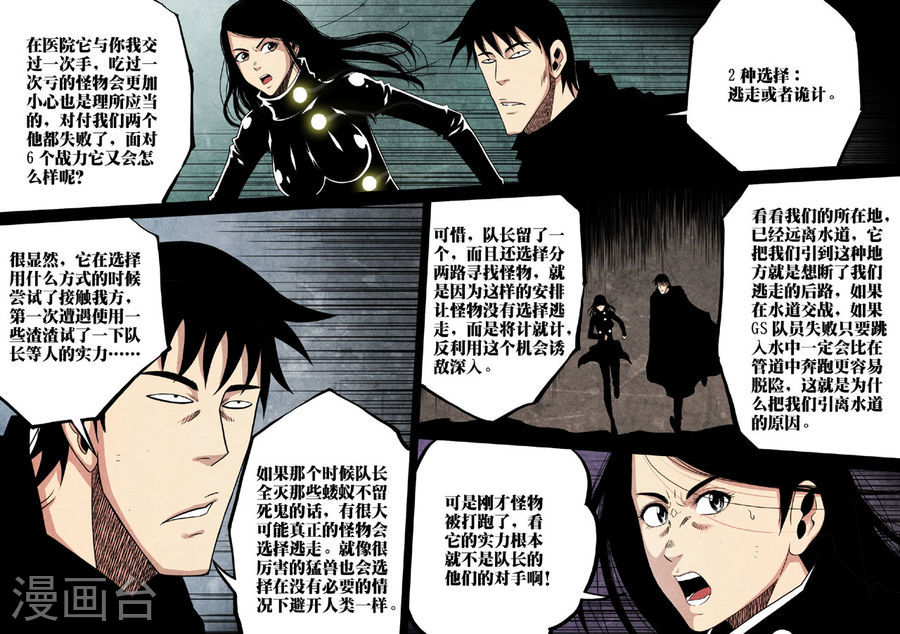 在医院它与你我交
过一次手，吃过一
次亏的怪物会更加
小心也是理所应当
的，对付我们两个
他都失败了，面对
6个战力它又会怎
么样呢？
2种选择：
逃走或者诡计。
很显然，它在选择
用什么方式的时候
尝试了接触我方，
第一次遭遇使用一
些渣渣试了一下队
长等人的实力……
如果那个时候队长
全灭那些蝼蚁不留
死鬼的话，有很大
可能真正的怪物会
选择逃走。就像很
厉害的猛兽也会选
择在没有必要的情
况下避开人类一样。
可惜，队长留了一
个，而且还选择分
两路寻找怪物，就
是因为这样的安排
让怪物没有选择逃
走，而是将计就计，
反利用这个机会诱
敌深入。
看看我们的所在地，
已经远离水道，它
把我们引到这种地
方就是想断了我们
逃走的后路，如果
在水道交战，如果
GS队员失败只要跳
入水中一定会比在
管道中奔跑更容易
脱险，这就是为什
么把我们引离水道
的原因。
可是刚才怪物
被打跑了，看
它的实力根本
就不是队长的
他们的对手啊！
漫画台